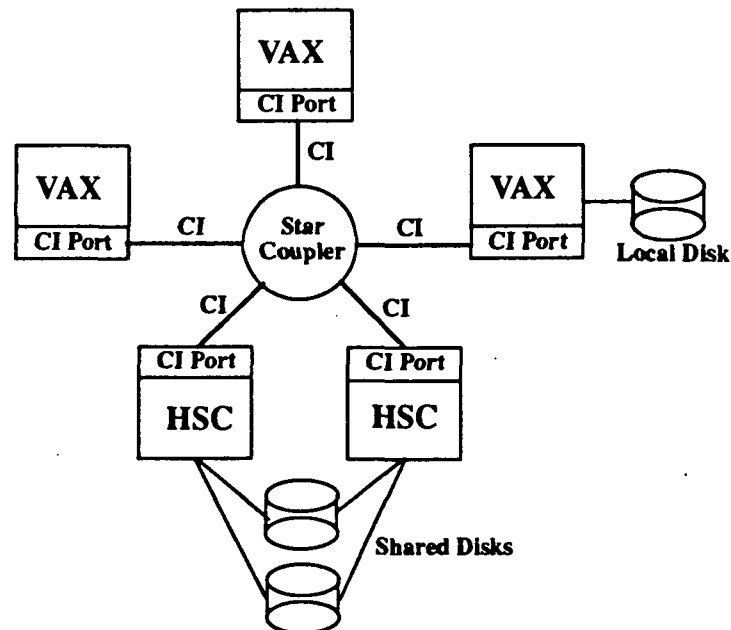 VAX
CI Port
CI
VAX
CI Port
CI
Star
Coupler
CI
VAX
CI Port
Local Disk
CI
CI
CI Port
HSC
CI Port
HSC
Shared Disks